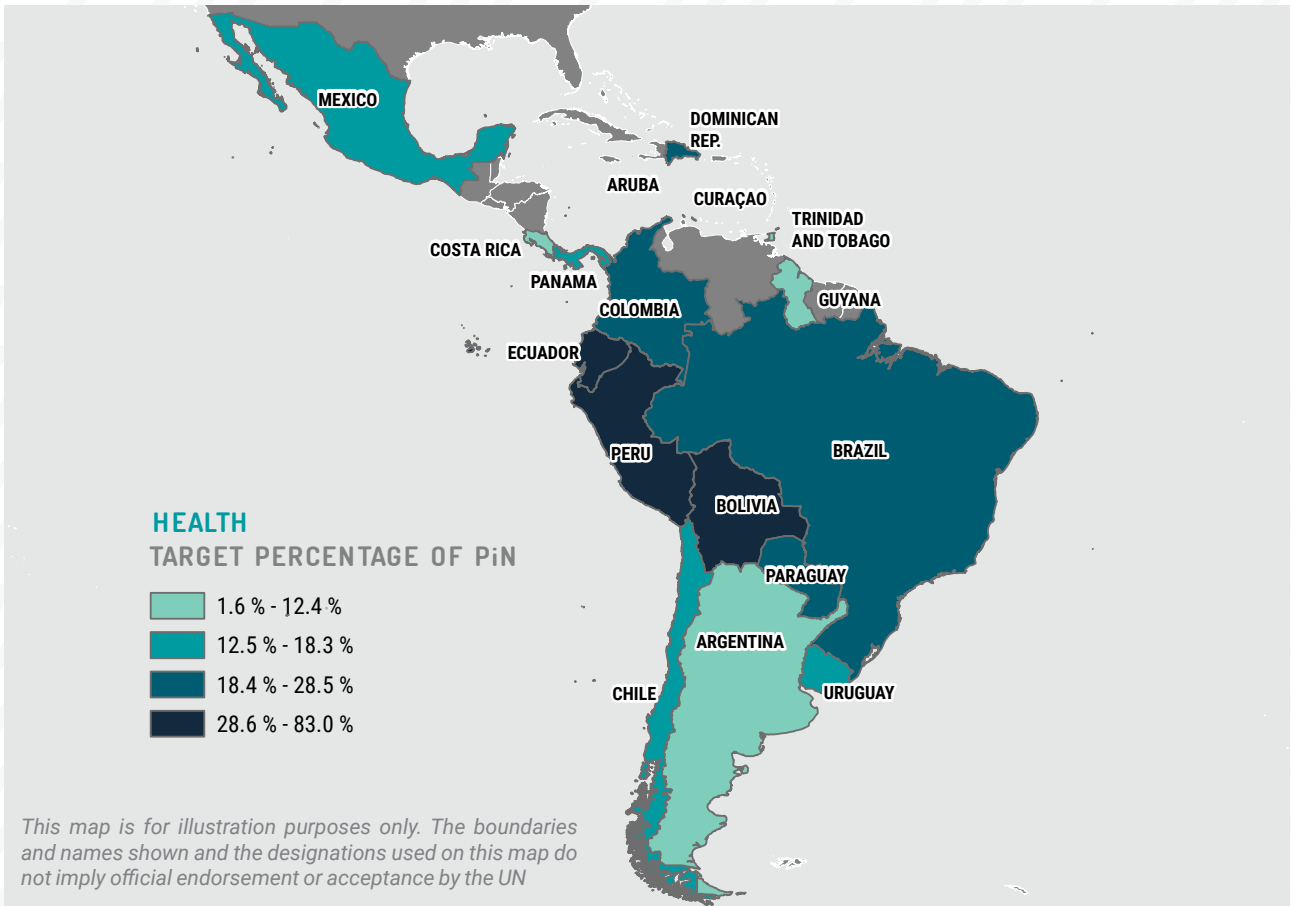 MEXICO
DOMINICAN
REP.
ARUBA
CURAÇAO
TRINIDAD
AND TOBAGO
COSTA RICA
PANAMA
GUYANA
COLOMBIA
ECUADOR
BRAZIL
PERU
BOLIVIA
PARAGUAY
ARGENTINA
CHILE
URUGUAY
HEALTH
TARGET PERCENTAGE OF PiN
1.6 % - 12.4 %
12.5 % - 18.3 %
18.4 % - 28.5 %
28.6 % - 83.0 %
This map is for illustration purposes only. The boundaries
and names shown and the designations used on this map do
not imply official endorsement or acceptance by the UN